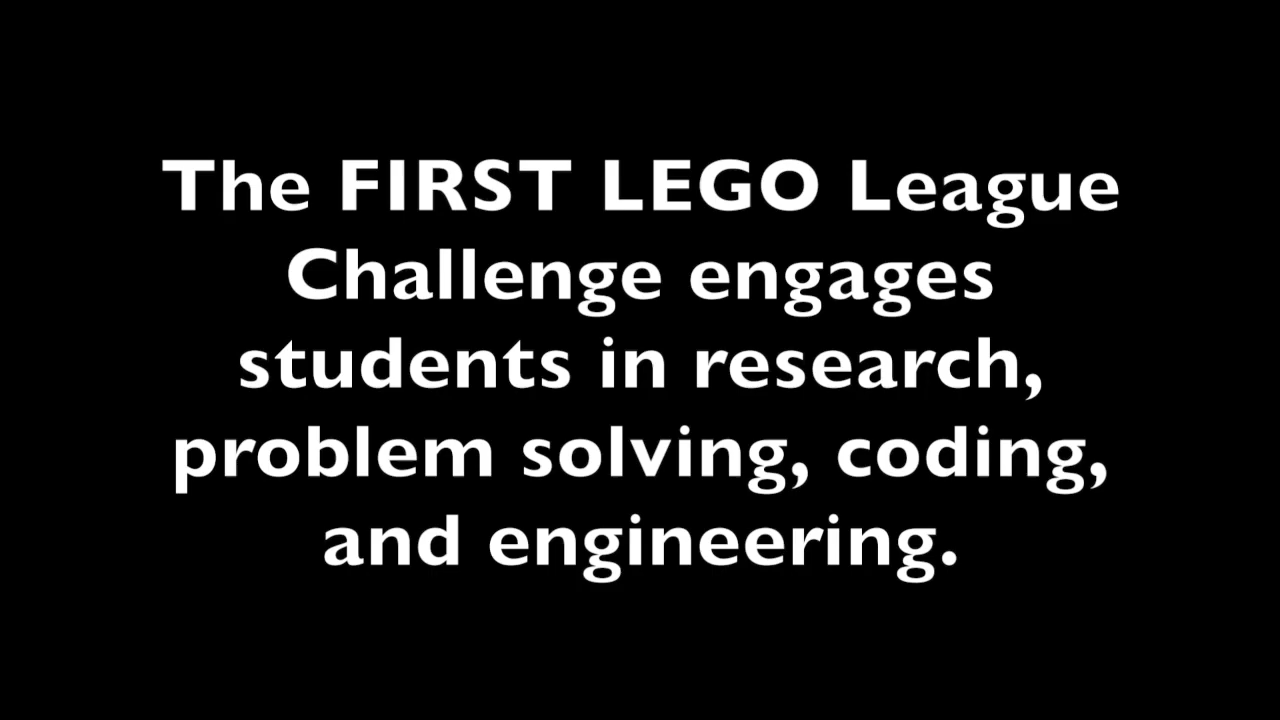 The FIRST LEGO League
Challenge engages
students in research,
problem solving, coding,
and engineering.